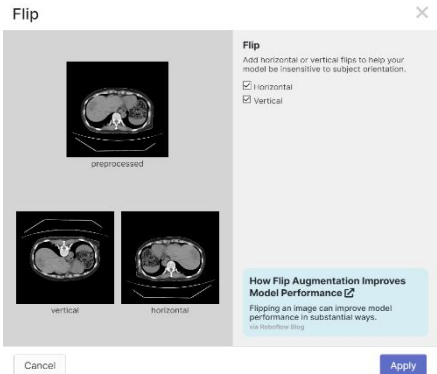 Flip
Flip
Add horizontal or vertical flips to help your
model be insensitive to subject orientation.
Horizontal
Vertical
preprocessed
vertical
horizontal
How Flip Augmentation Improves
Model Performance
Flipping an image can improve model
performance in substantial ways.
via Roboflow Blog
Cancel
Apply